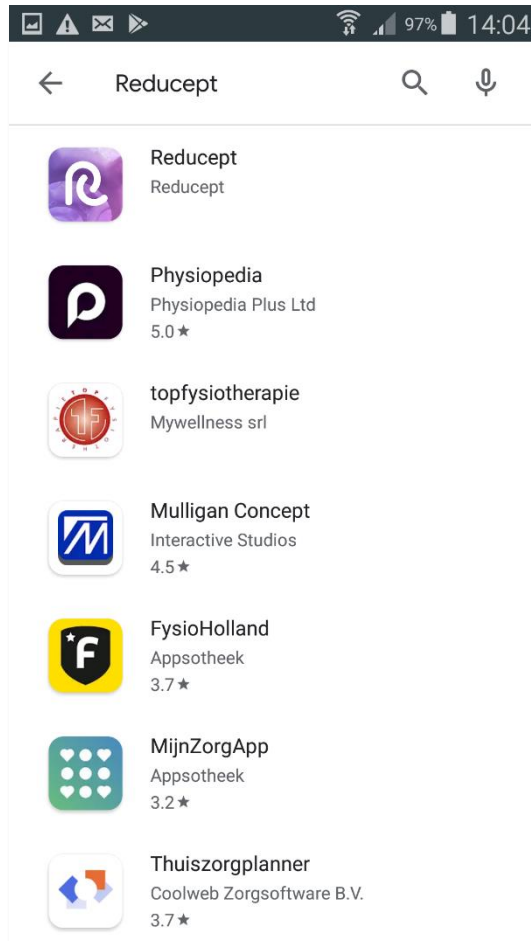 97% 14:04
Reducept
Reducept
Reducept
Physiopedia
Physiopedia Plus Ltd
5.0 ★
topfysiotherapie
Mywellness srl
Mulligan Concept
Interactive Studios
4.5 ★
FysioHolland
Appsotheek
3.7 ★
MijnZorgApp
Appsotheek
3.2 ★
Thuiszorgplanner
Coolweb Zorgsoftware B.V.
3.7 ★